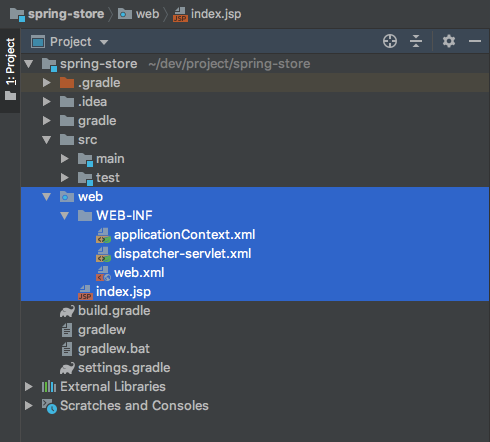 spring-store web index.jsp
Project
1: Project
spring-store ~/dev/project/spring-store
.gradle
.idea
gradle
src
main
test
web
WEB-INF
applicationContext.xml
dispatcher-servlet.xml
web.xml
index.jsp
build.gradle
gradlew
gradlew.bat
settings.gradle
External Libraries
Scratches and Consoles